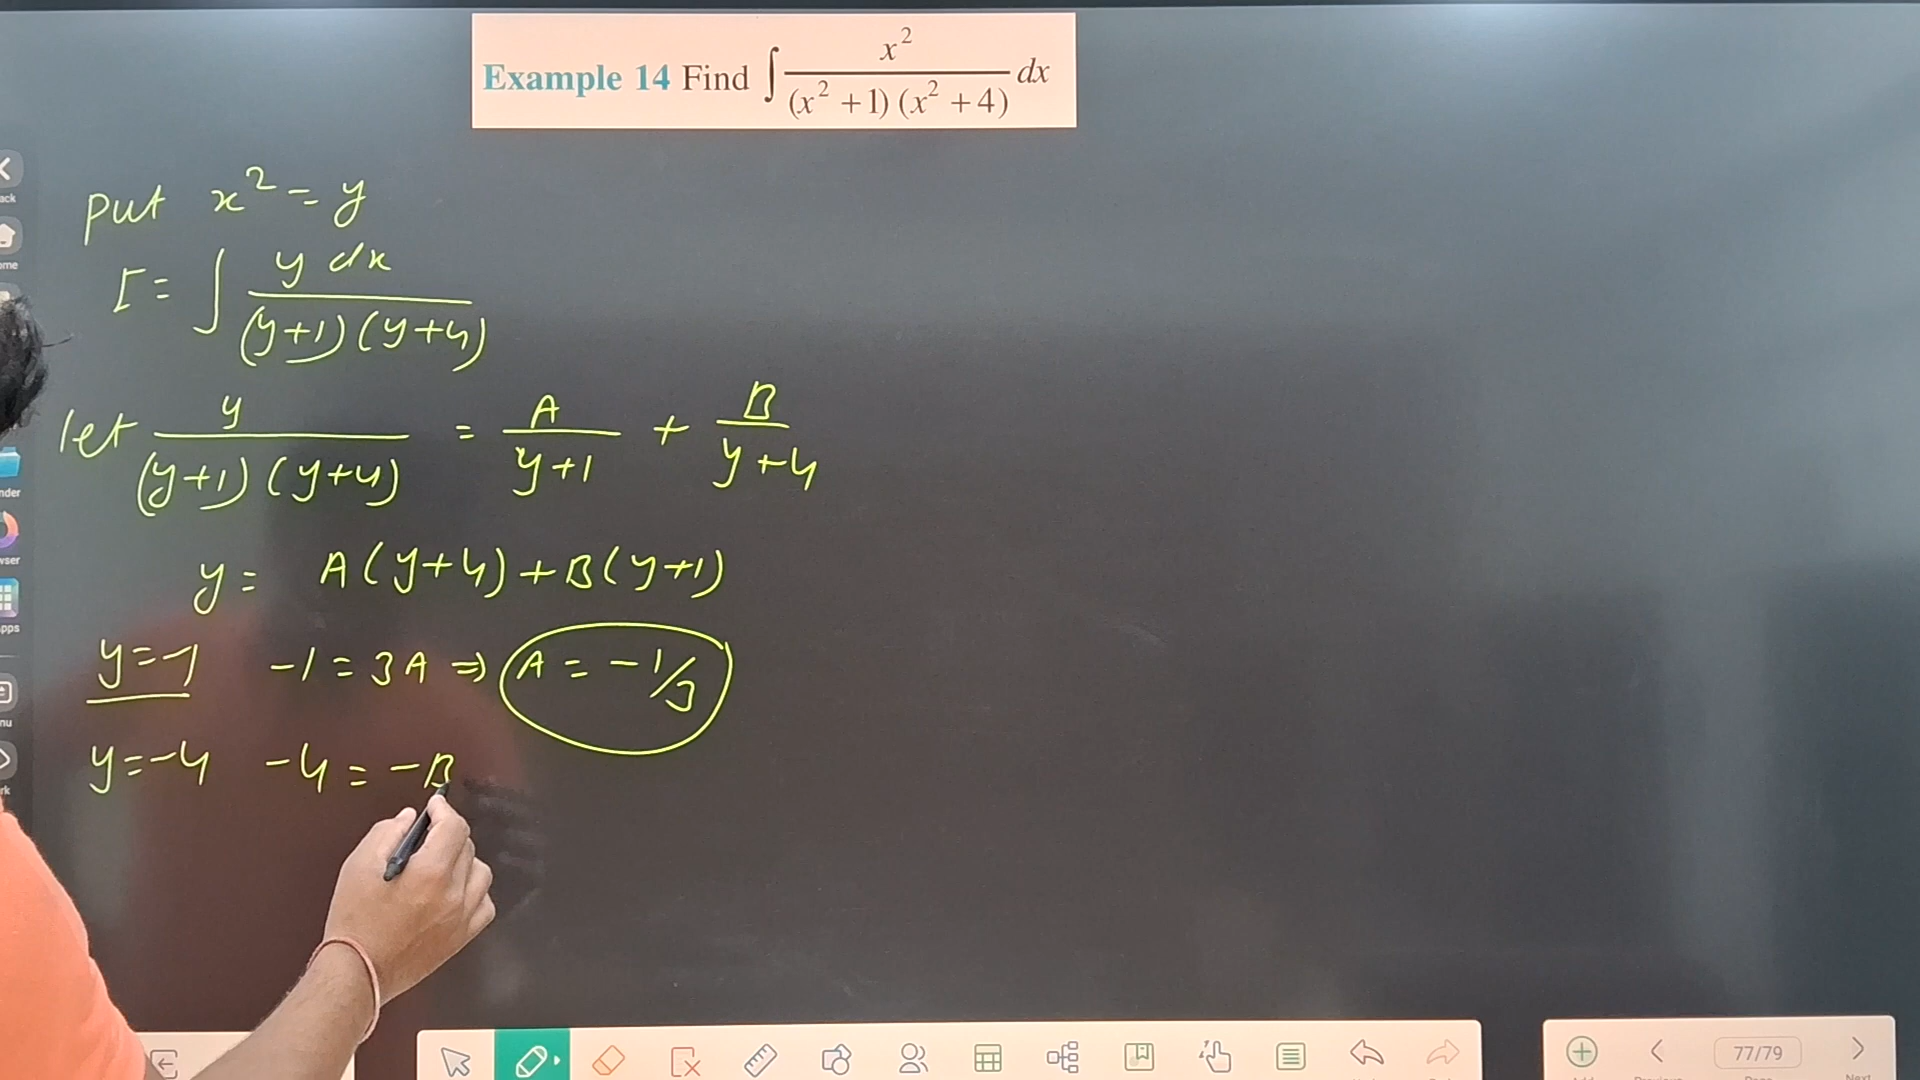 Example 14 Find ∫ x² / (x² + 1) (x² + 4) dx
put x² = y
I = ∫ y dx / (y+1) (y+4)
let y / (y+1) (y+4) = A / y+1 + B / y+4
y = A(y+4) + B(y+1)
y = -1 -1 = 3A ⇒ A = -1/3
y = -4 -4 = -B
77/79